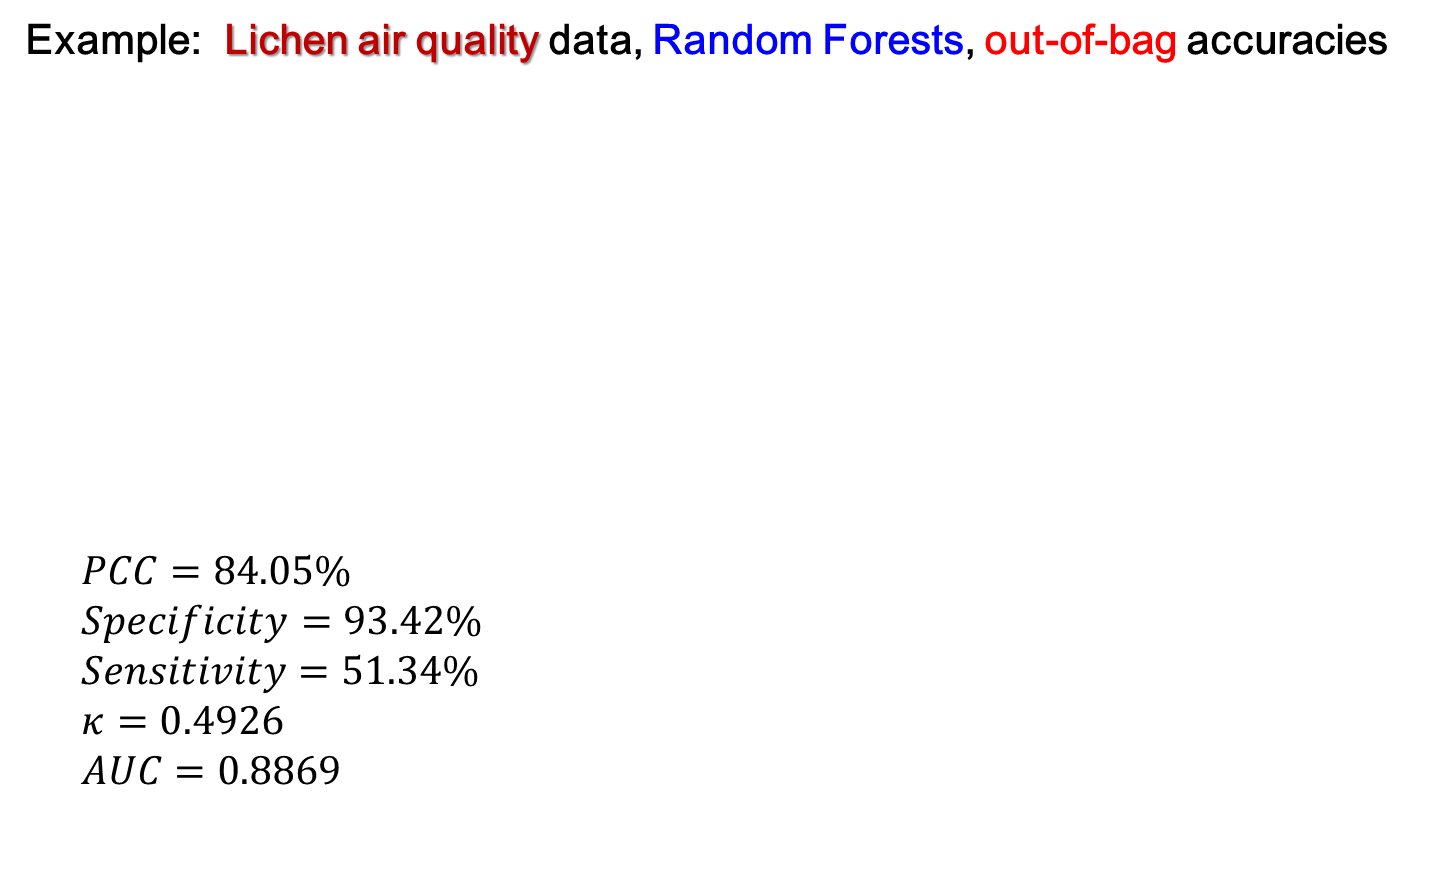 Example: Lichen air quality data, Random Forests, out-of-bag accuracies
PCC = 84.05%
Specificity = 93.42%
Sensitivity = 51.34%
κ = 0.4926
AUC = 0.8869